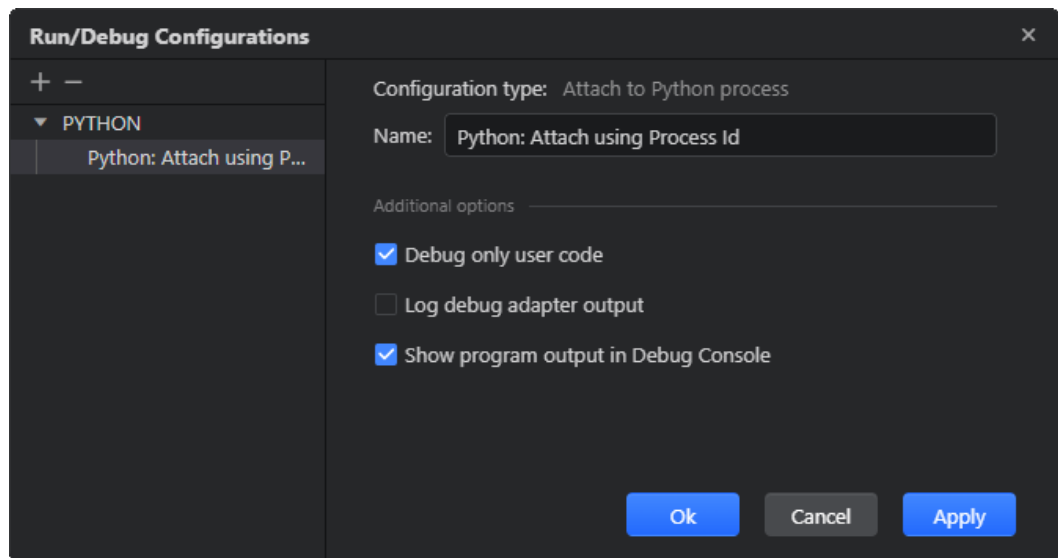 Run/Debug Configurations
PYTHON
Python: Attach using P...
Configuration type: Attach to Python process
Name: Python: Attach using Process Id
Additional options
Debug only user code
Log debug adapter output
Show program output in Debug Console
Ok Cancel Apply